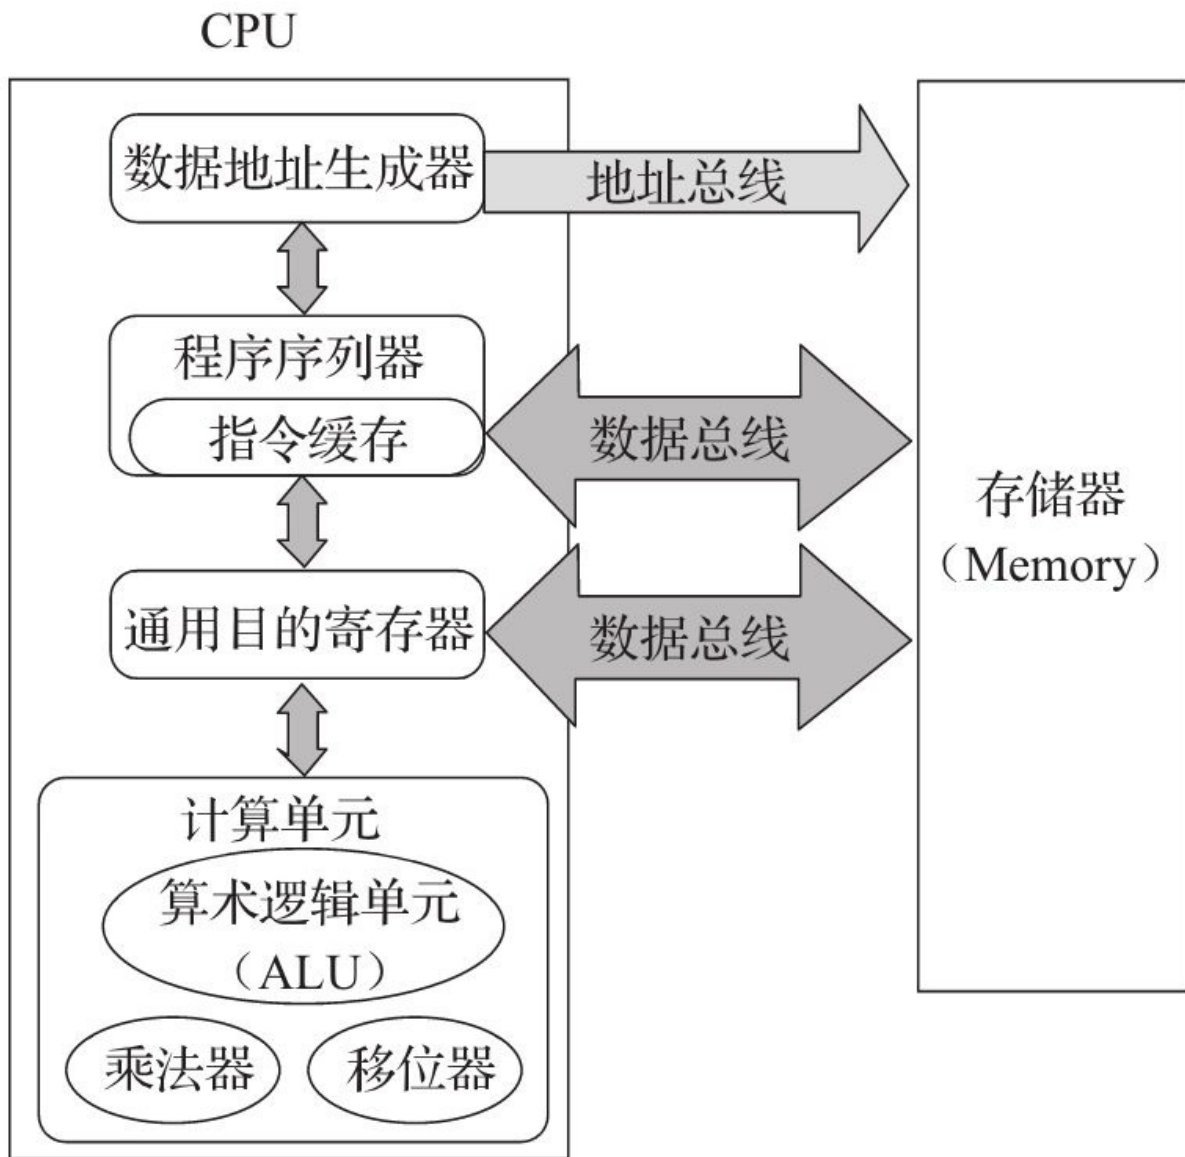 CPU
数据地址生成器
地址总线
程序序列器
指令缓存
数据总线
存储器
（Memory）
通用目的寄存器
数据总线
计算单元
算术逻辑单元
（ALU）
乘法器
移位器